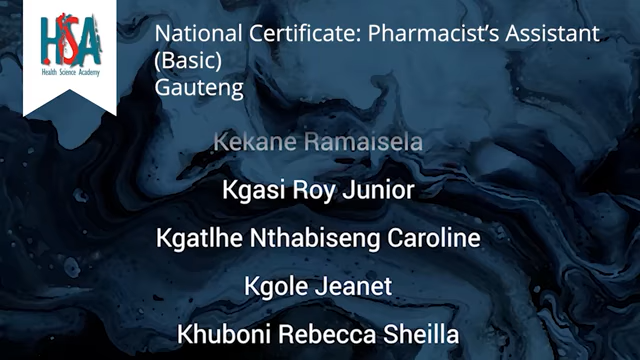 HSA
Health Science Academy
National Certificate: Pharmacist's Assistant
(Basic)
Gauteng
Kekane Ramaisela
Kgasi Roy Junior
Kgatlhe Nthabiseng Caroline
Kgole Jeanet
Khuboni Rebecca Sheilla